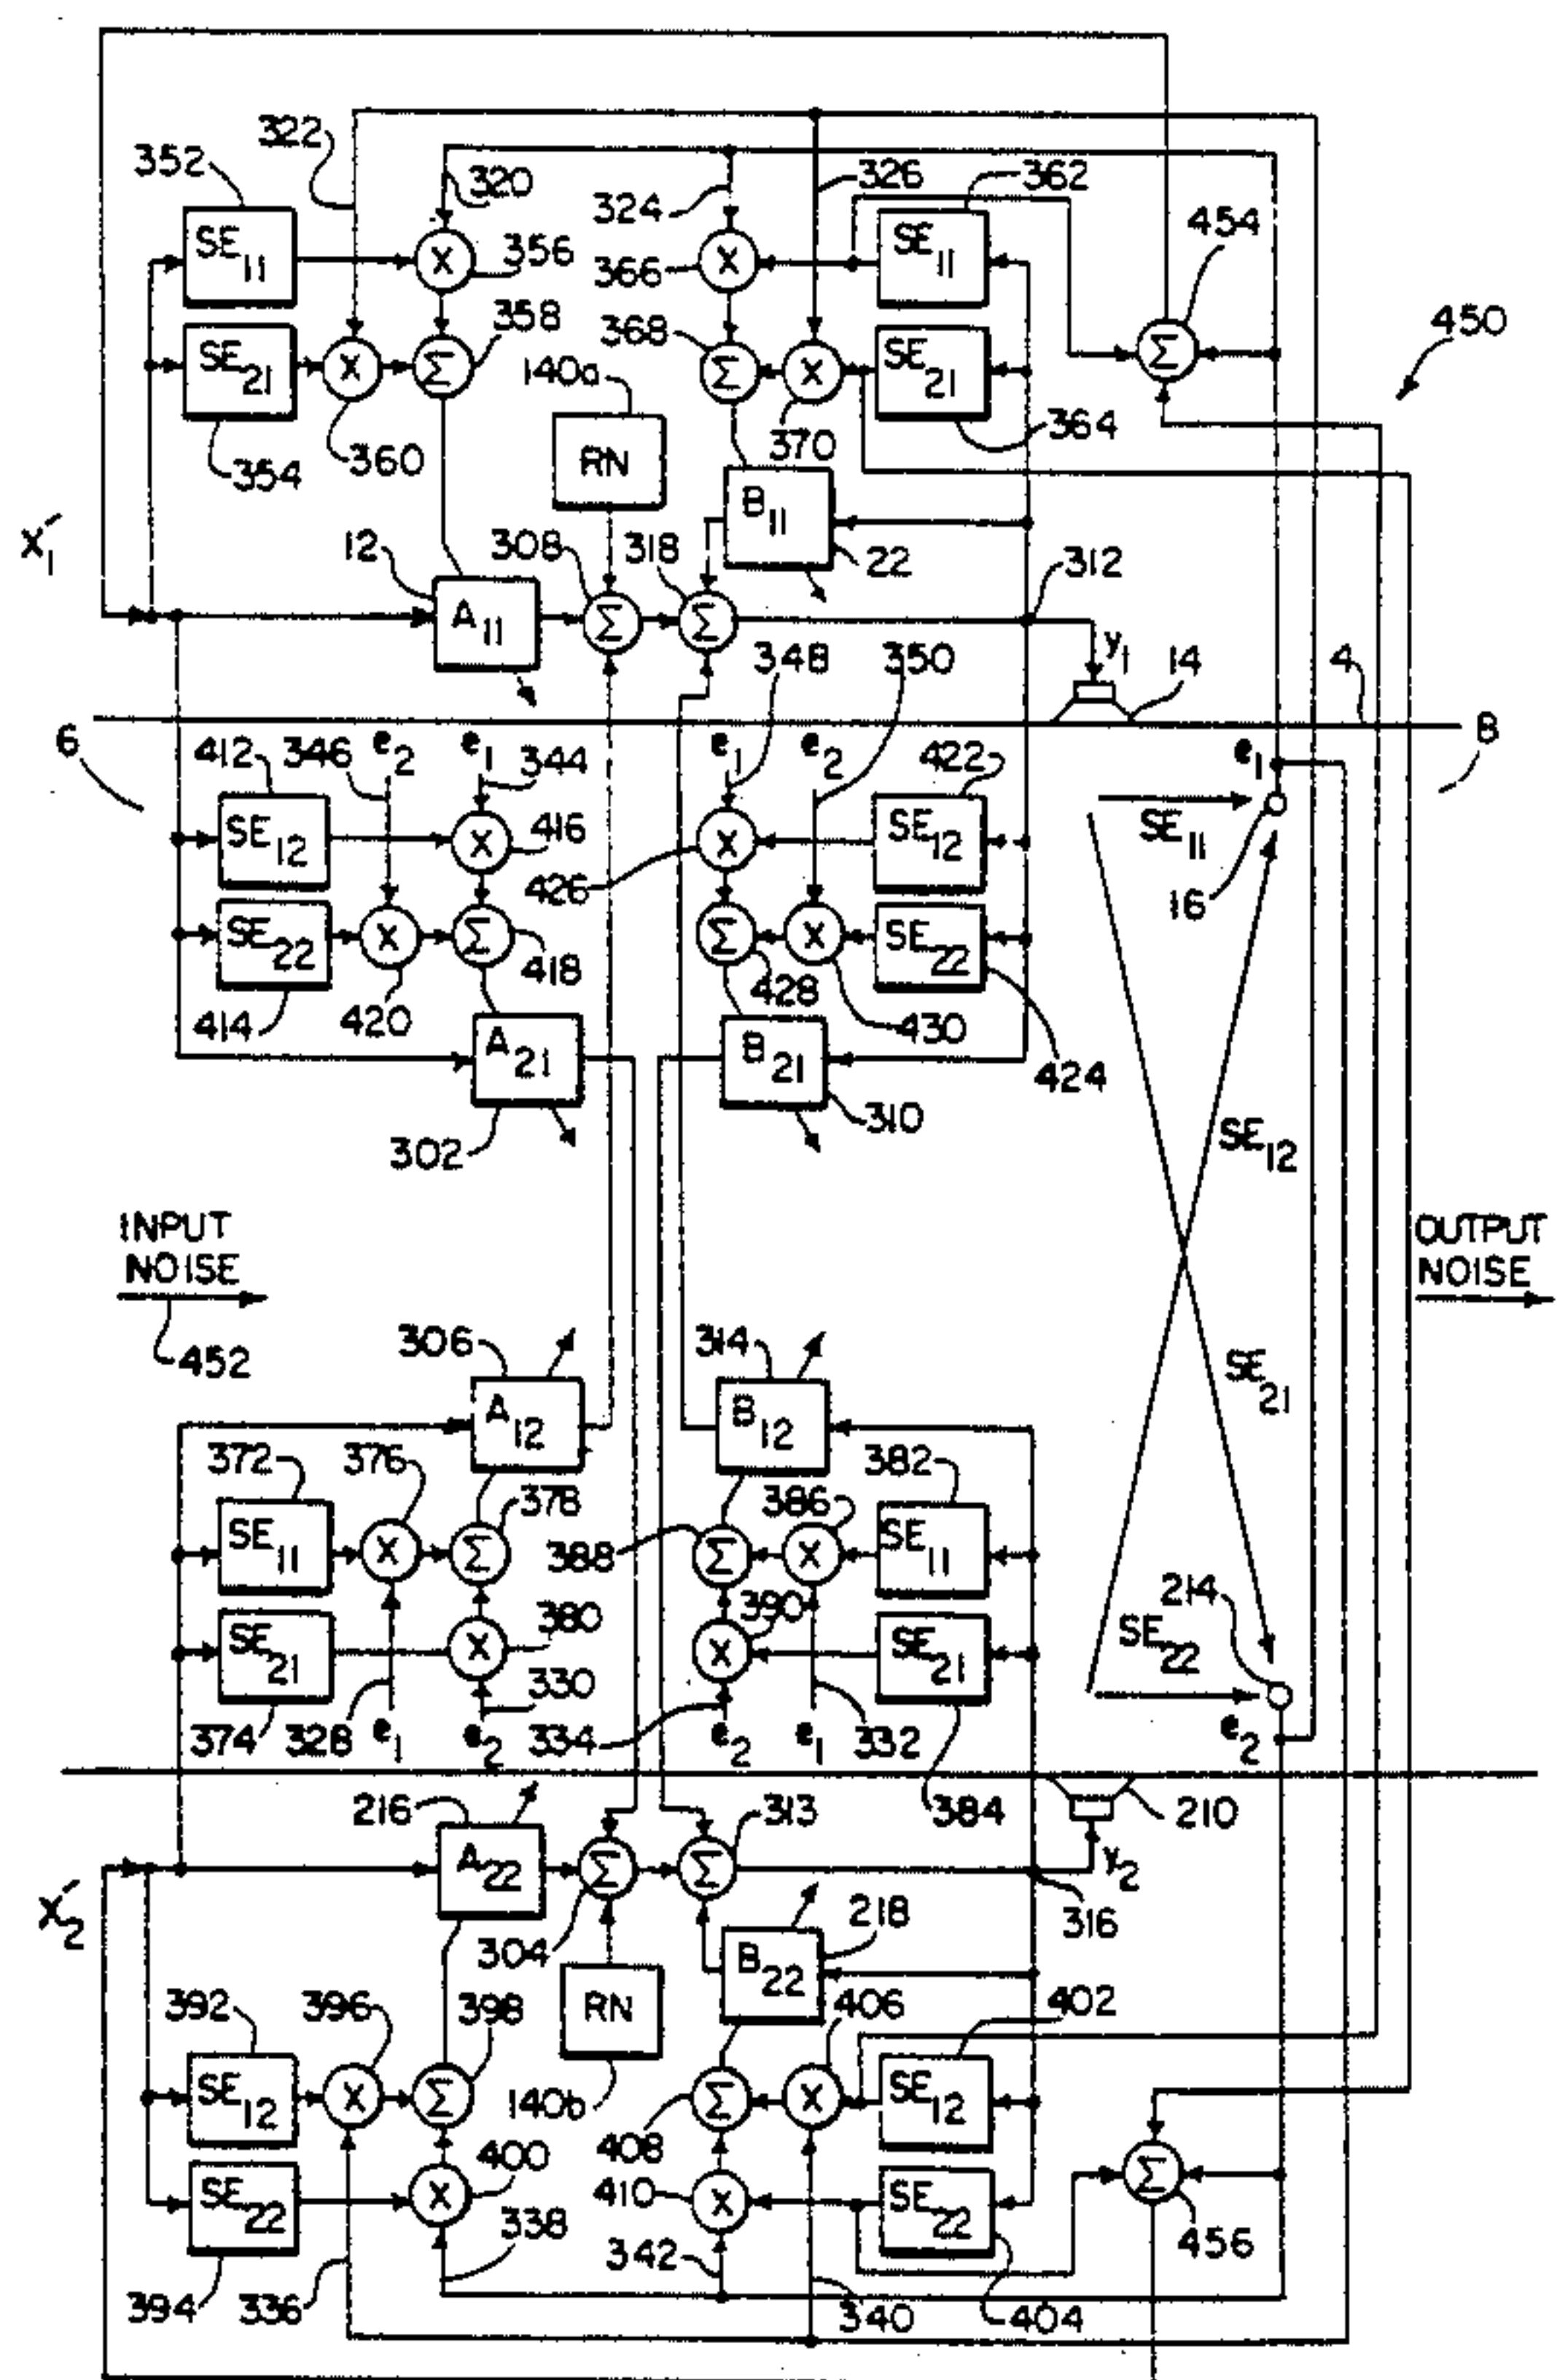 322
352
320
324
326
362
454
SE11
X
356
366
X
SE11
358
368
450
SE21
X
Σ
140a
Σ
X
SE21
Σ
354
360
RN
370
364
X1′
12
308
318
B11
22
312
A11
Σ
Σ
348
350
y1
14
4
6
412
346
e2
e1
344
e1
e2
422
e1
8
SE12
X
416
X
SE12
SE11
426
16
SE22
X
Σ
418
Σ
X
SE22
414
420
428
430
424
A21
B21
302
310
SE12
INPUT
NOISE
OUTPUT
NOISE
452
306
314
SE21
A12
B12
372
376
378
386
382
SE11
X
Σ
388
Σ
X
SE11
214
380
390
SE22
SE21
X
X
SE21
374
328
e1
e2
330
334
e2
e1
332
e2
216
384
210
313
A22
Σ
Σ
y2
X2′
304
218
316
B22
392
396
398
RN
406
402
SE12
X
Σ
140b
408
Σ
X
SE12
400
SE22
X
410
X
SE22
Σ
338
342
456
394
336
340
404